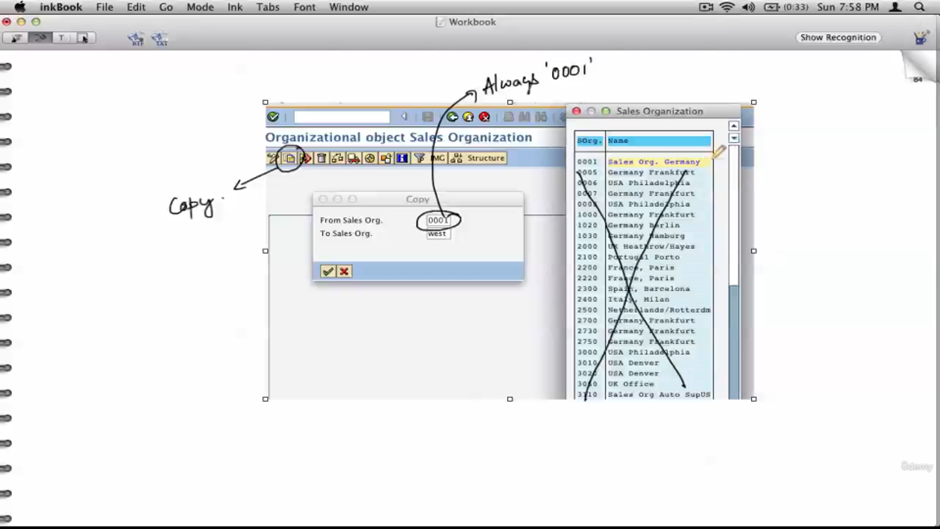 inkBook File Edit Go Mode Ink Tabs Font Window (0:33) Sun 7:58 PM
Workbook
T Show Recognition
84
Always '0001'
Organizational object Sales Organization
IMG Structure
Copy
Copy
From Sales Org. 0001
To Sales Org. west
Sales Organization
SOrg. Name
0001 Sales Org. Germany
0005 Germany Frankfurt
0006 USA Philadelphia
0007 Germany Frankfurt
0008 USA Philadelphia
1000 Germany Frankfurt
1020 Germany Berlin
1030 Germany Hamburg
2000 UK Heathrow/Hayes
2100 Portugal Porto
2200 France, Paris
2220 France, Paris
2300 Spain, Barcelona
2400 Italy, Milan
2500 Netherlands/Rotterdm
2700 Germany Frankfurt
2730 Germany Frankfurt
2750 Germany Frankfurt
3000 USA Philadelphia
3010 USA Denver
3020 USA Denver
UK Office
Sales Org Auto SupUS
Udemy